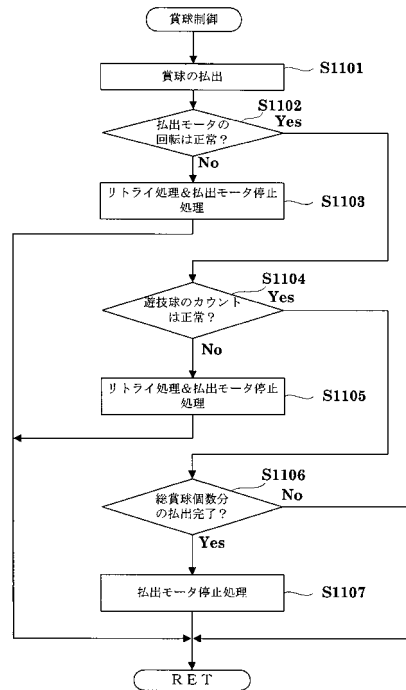 賞球制御
賞球の払出
S1101
S1102
払出モータの
回転は正常？
Yes
No
リトライ処理&払出モータ停止
処理
S1103
S1104
遊技球のカウント
は正常？
Yes
No
リトライ処理&払出モータ停止
処理
S1105
S1106
総賞球個数分
の払出完了？
No
Yes
払出モータ停止処理
S1107
RET